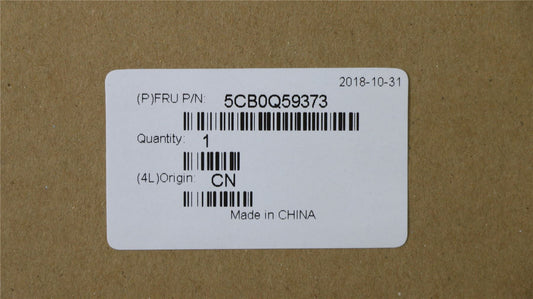 2018-10-31
(P)FRU P/N: 5CB0Q59373
Quantity: 1
(4L)Origin: CN
Made in CHINA